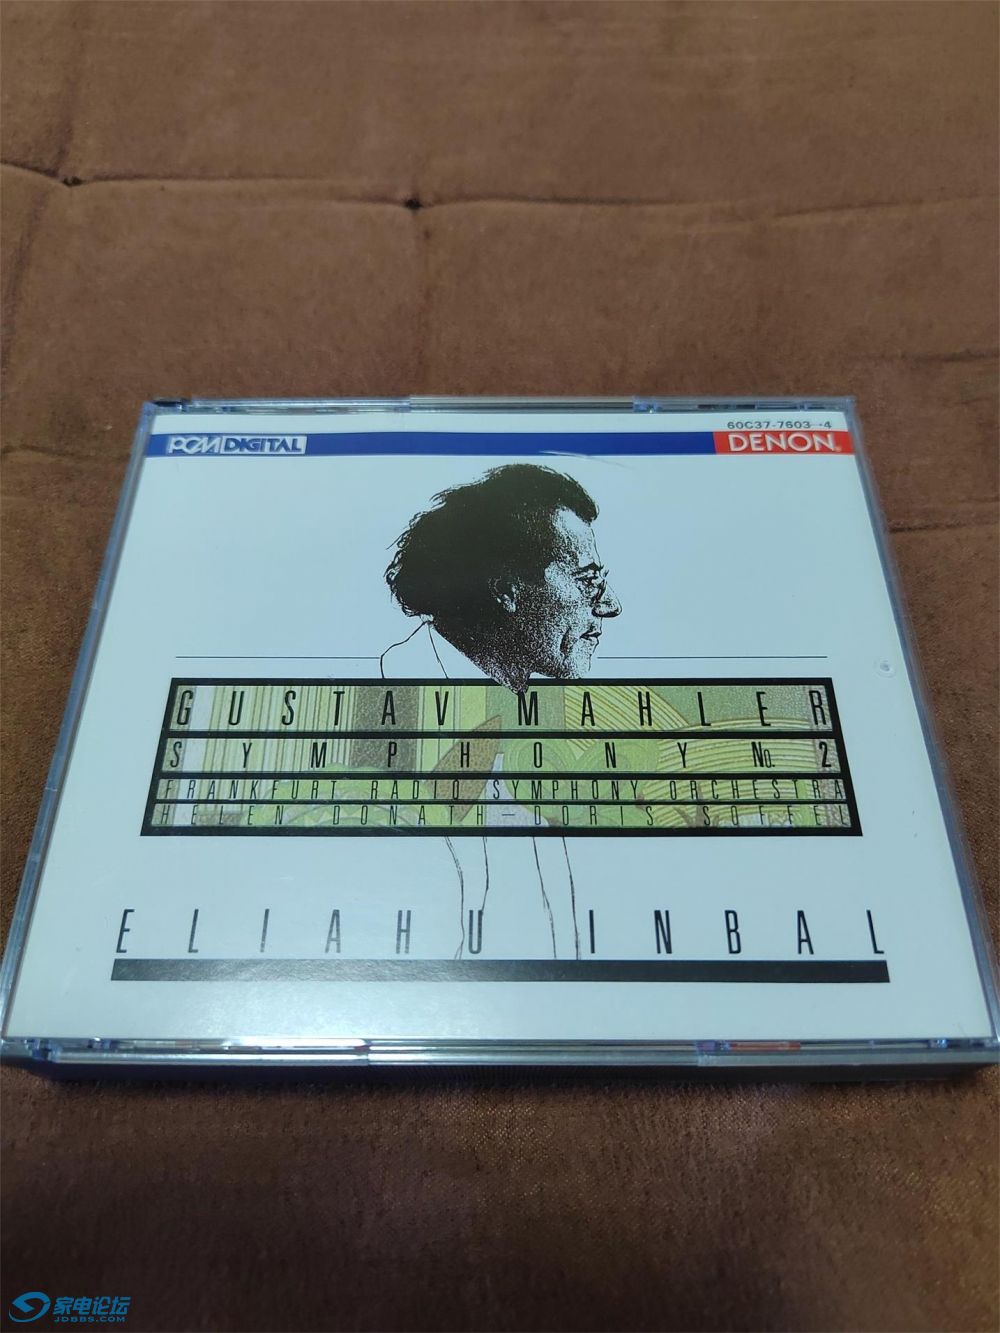 60C37-7603→4
PCM DIGITAL
DENON
GUSTAV MAHLER
SYMPHONY No. 2
FRANKFURT RADIO SYMPHONY ORCHESTRA
HELEN DONATH—DORIS SOFFEL
ELIAHU INBAL
家电论坛
JDBBS.COM